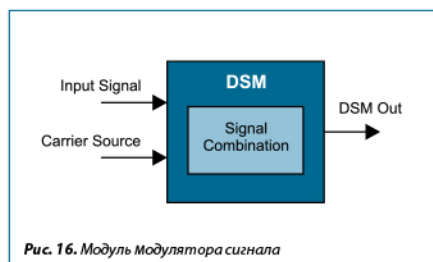 DSM
Input Signal
Carrier Source
Signal
Combination
DSM Out
Рис. 16. Модуль модулятора сигнала